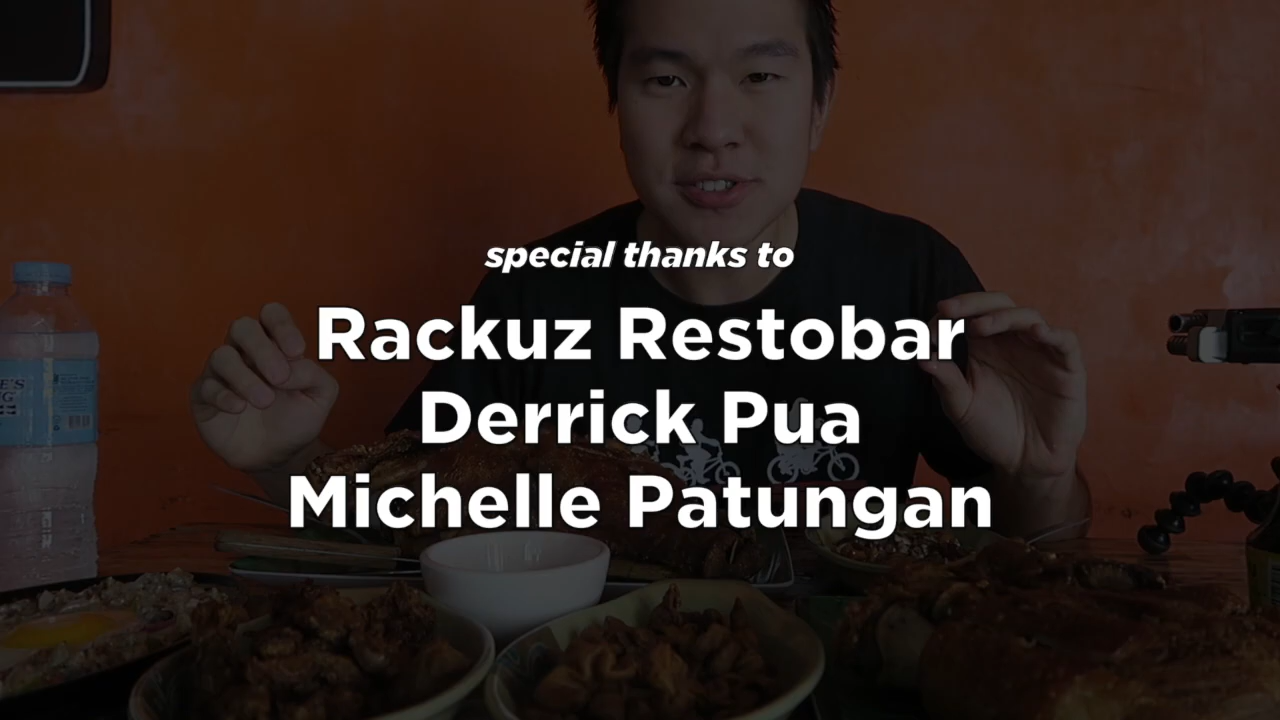 special thanks to
Rackuz Restobar
Derrick Pua
Michelle Patungan